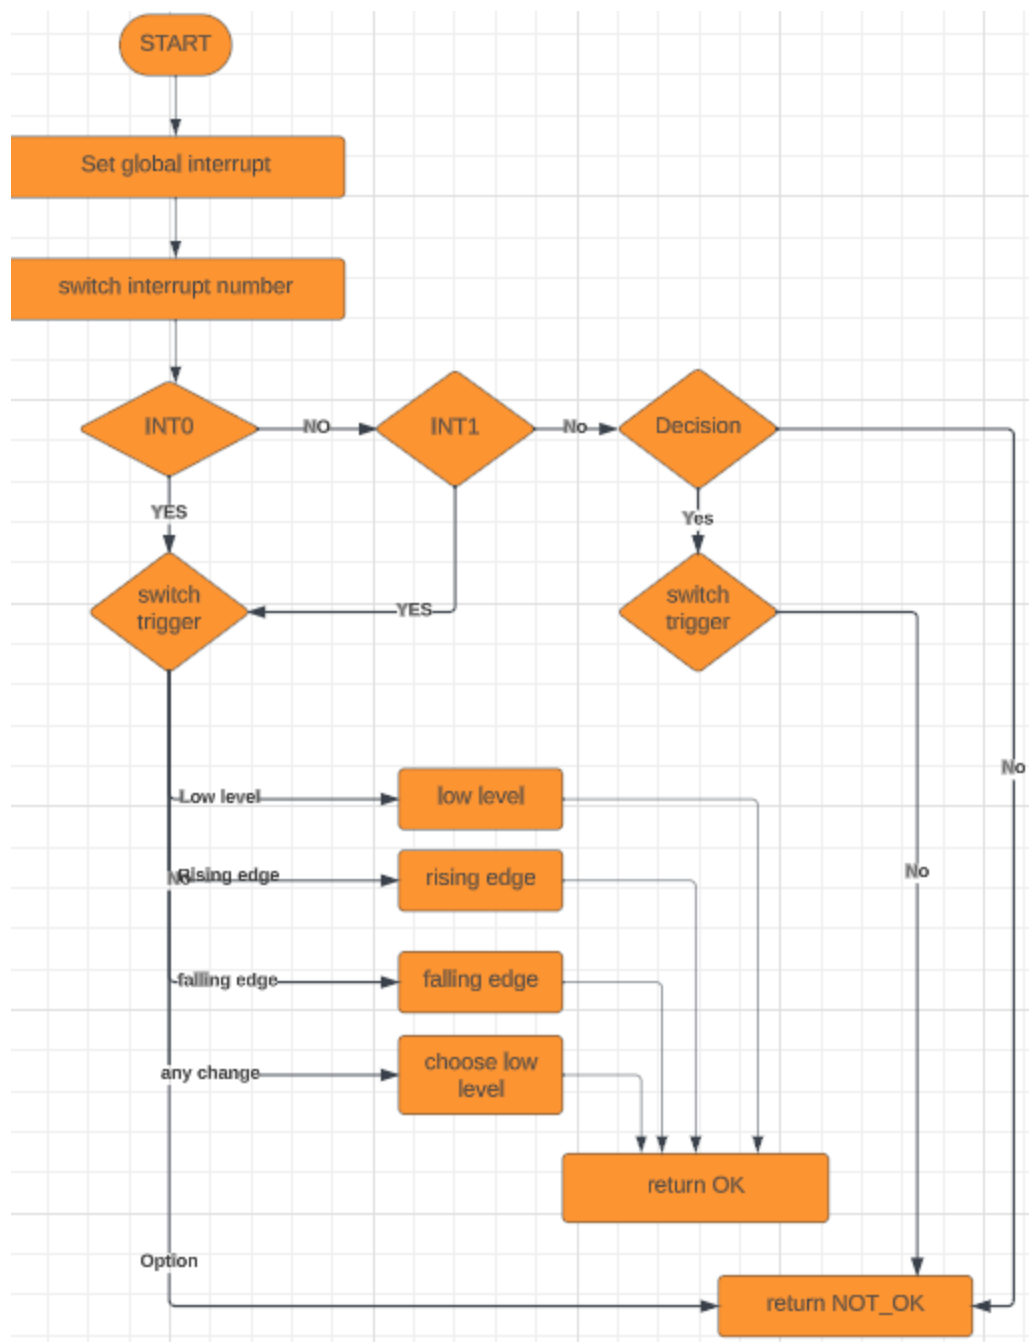 START
Set global interrupt
switch interrupt number
INT0
NO
INT1
No
Decision
YES
Yes
switch
trigger
YES
switch
trigger
No
Low level
low level
No
Rising edge
rising edge
No
falling edge
falling edge
any change
choose low
level
return OK
Option
return NOT_OK